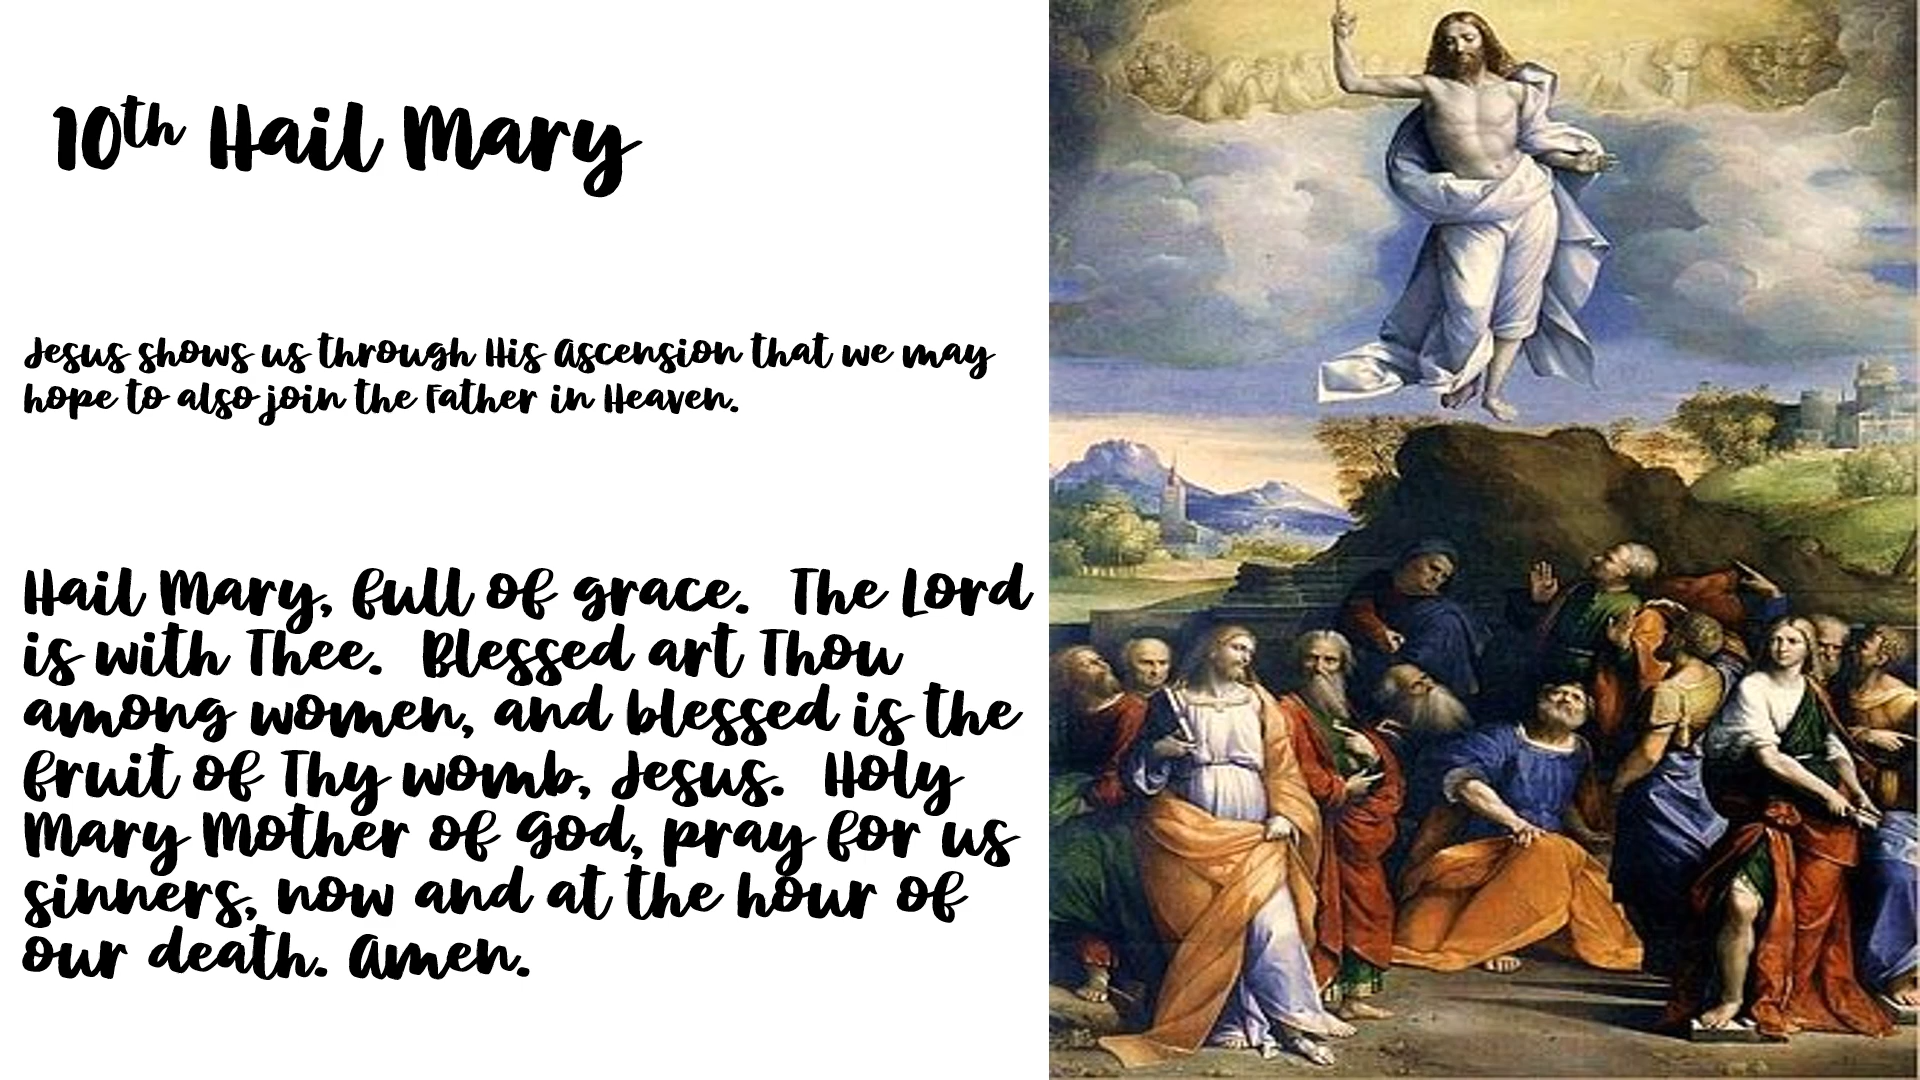 10th Hail Mary
Jesus shows us through His Ascension that we may
hope to also join the Father in Heaven.
Hail Mary, full of grace.  The Lord
is with Thee.  Blessed art Thou
among women, and blessed is the
fruit of Thy womb, Jesus.  Holy
Mary Mother of God, pray for us
sinners, now and at the hour of
our death. Amen.